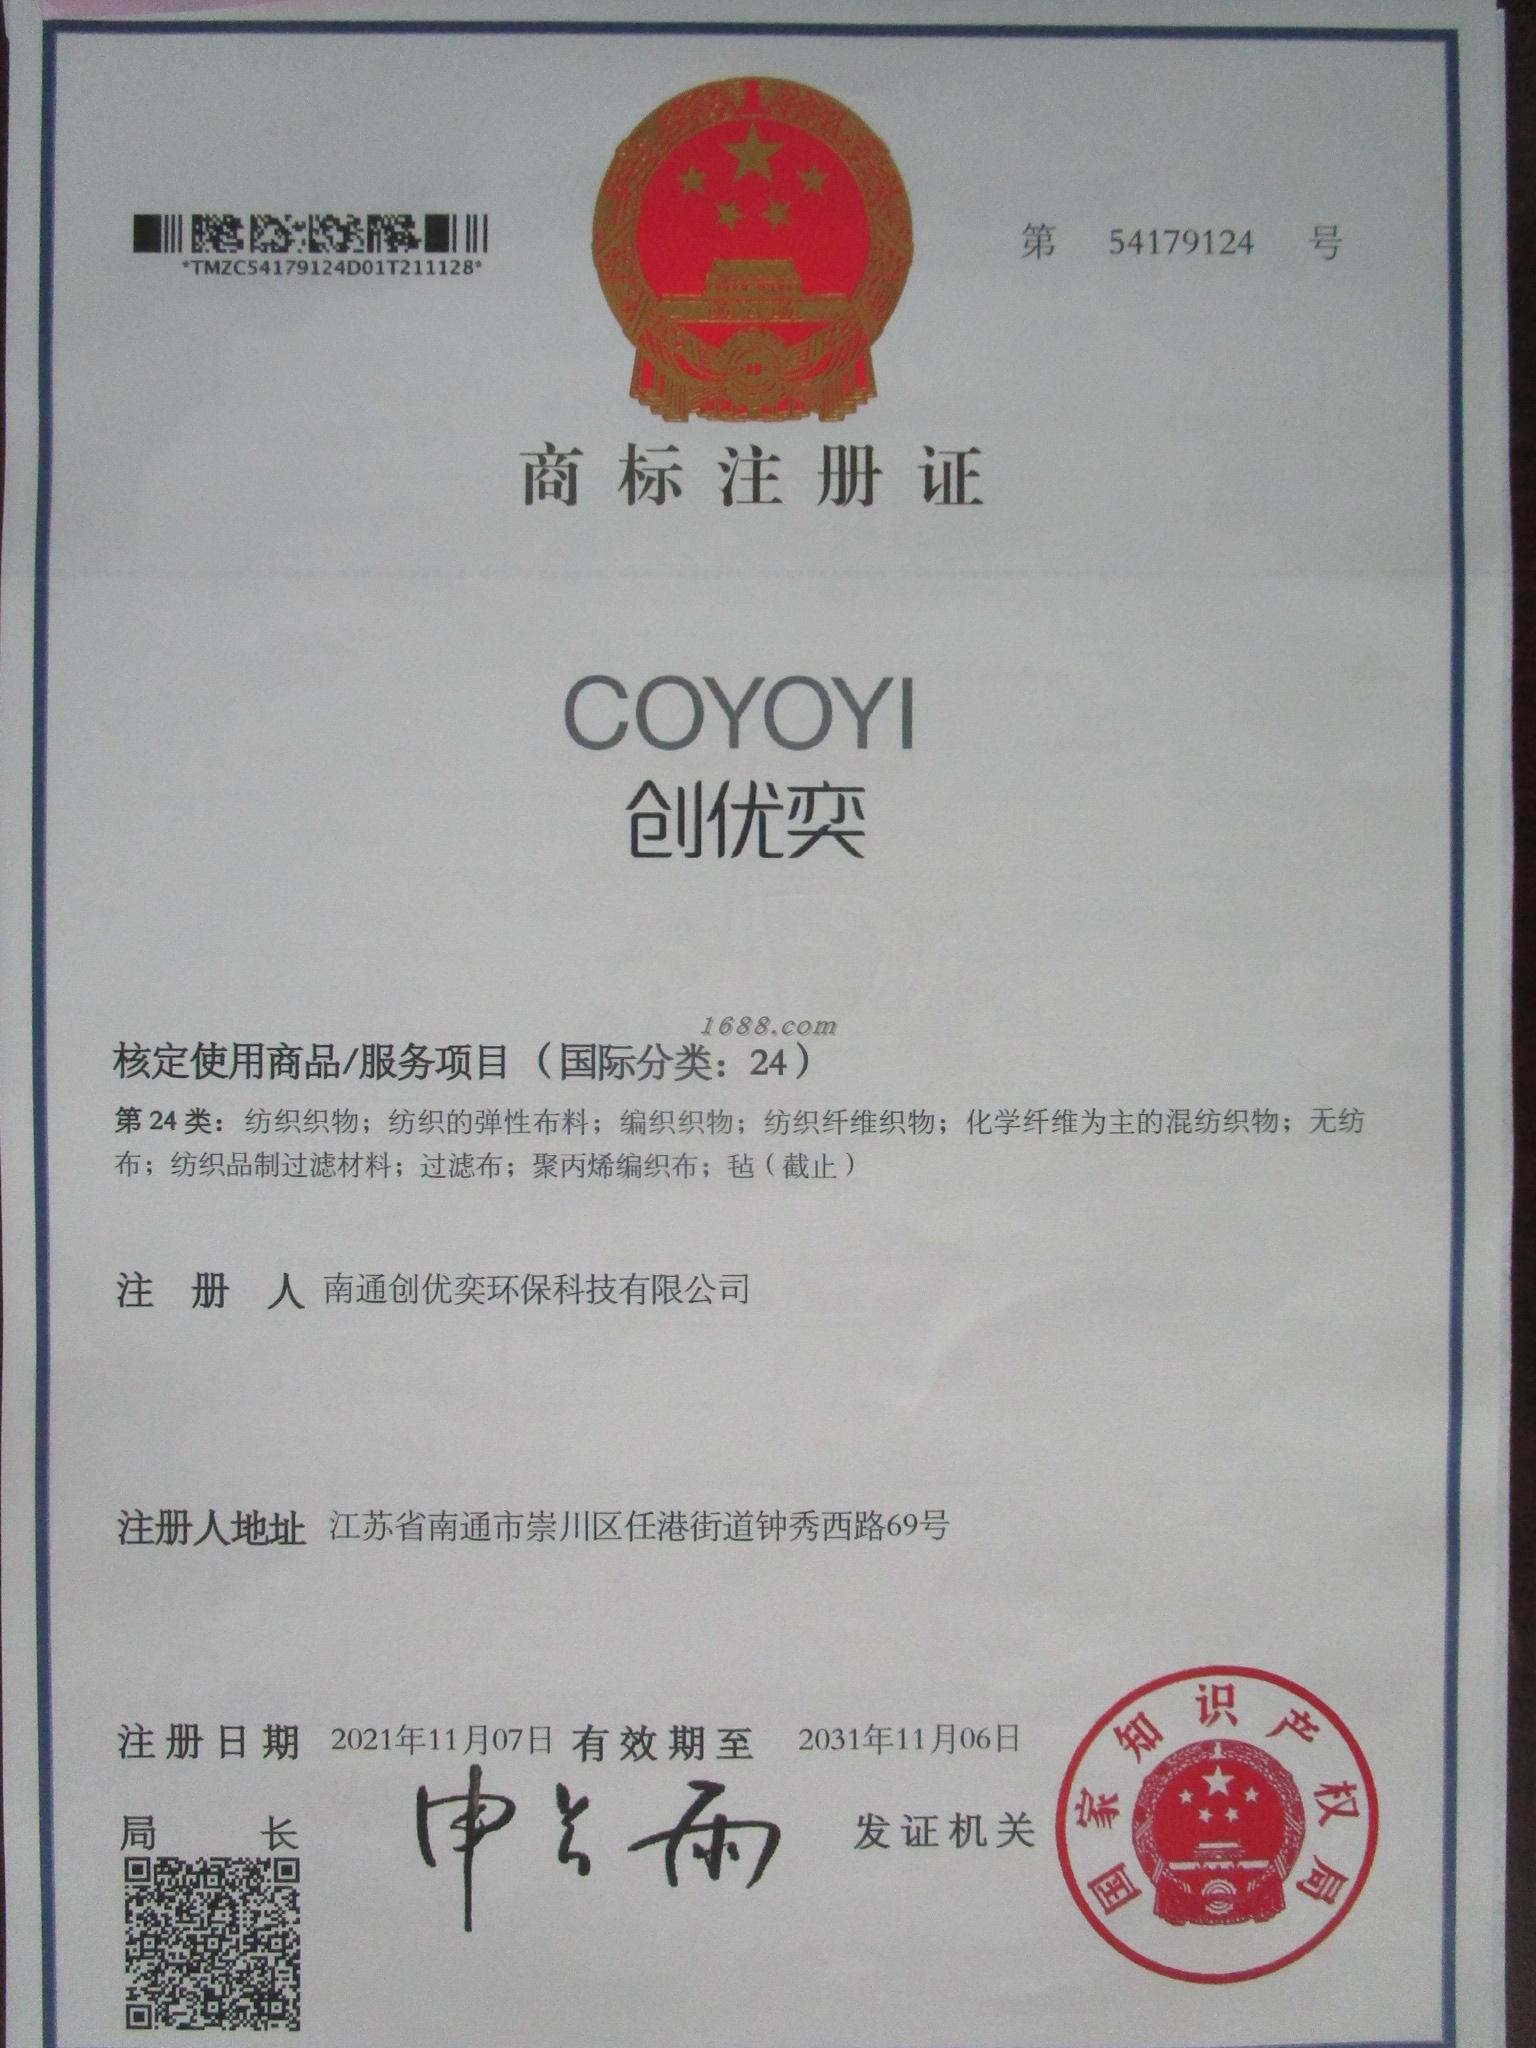 *TMZC54179124D01T211128*
第 54179124 号
商标注册证
COYOYI
创优奕
1688.com
核定使用商品/服务项目（国际分类：24）
第24类：纺织织物；纺织的弹性布料；编织织物；纺织纤维织物；化学纤维为主的混纺织物；无纺
布；纺织品制过滤材料；过滤布；聚丙烯编织布；毡（截止）
注册人 南通创优奕环保科技有限公司
注册人地址 江苏省南通市崇川区任港街道钟秀西路69号
注册日期 2021年11月07日 有效期至 2031年11月06日
局长 申长雨 发证机关
国家知识产权局